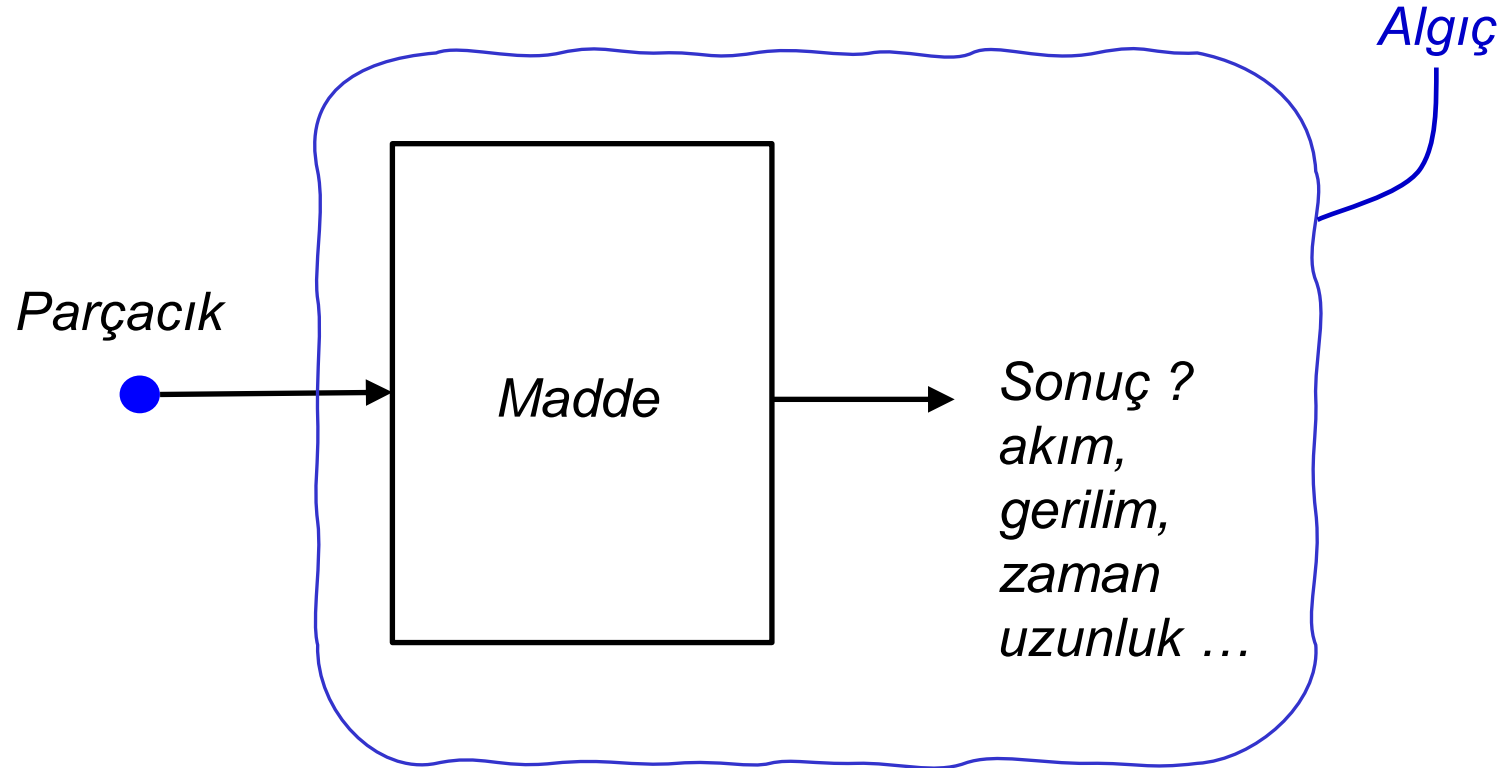 Algıç
Parçacık
Madde
Sonuç ?
akım,
gerilim,
zaman
uzunluk …